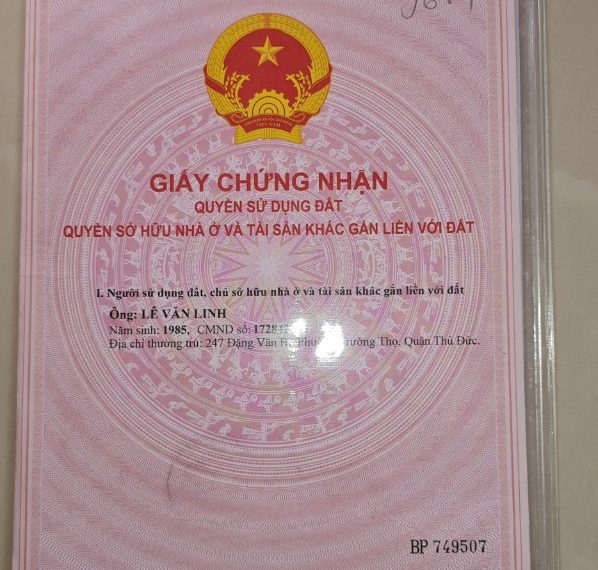 GIẤY CHỨNG NHẬN
QUYỀN SỬ DỤNG ĐẤT
QUYỀN SỞ HỮU NHÀ Ở VÀ TÀI SẢN KHÁC GẮN LIỀN VỚI ĐẤT
I. Người sử dụng đất, chủ sở hữu nhà ở và tài sản khác gắn liền với đất
Ông: LÊ VĂN LINH
Năm sinh: 1985, CMND số:
Địa chỉ thường trú: 247 Đặng Văn Trường Thọ, Quận Thủ Đức.
BP 749507